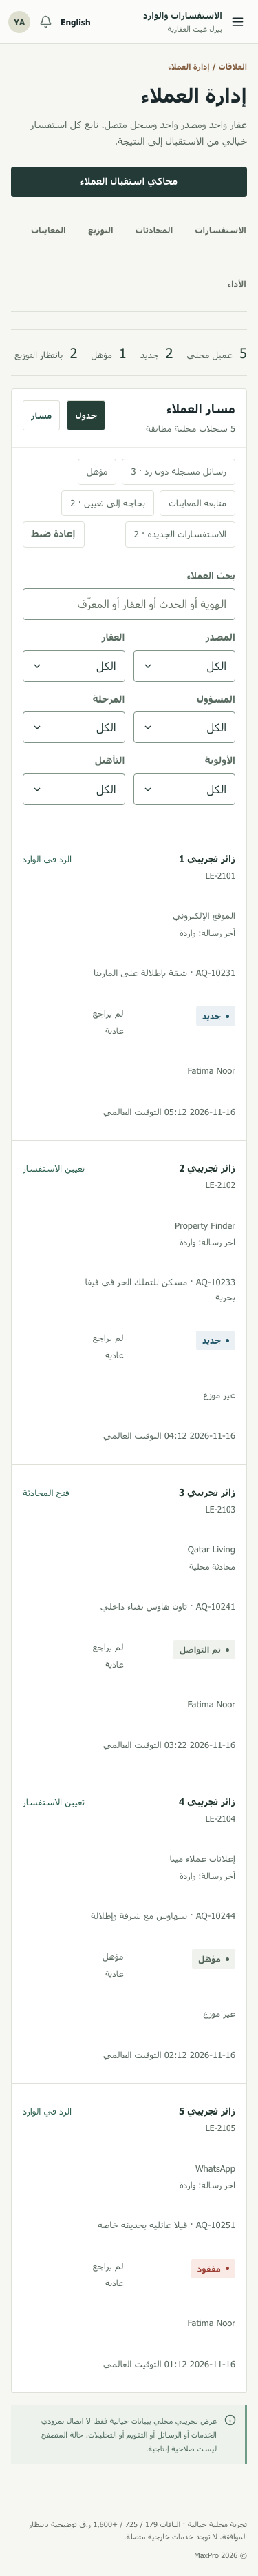 الاستفسارات والوارد
بيرل غيت العقارية
English
YA
العلاقات / إدارة العملاء
إدارة العملاء
عقار واحد ومصدر واحد وسجل متصل. تابع كل استفسار
خيالي من الاستقبال إلى النتيجة.
محاكي استقبال العملاء
الاستفسارات المحادثات التوزيع المعاينات
الأداء
5 عميل محلي 2 جديد 1 مؤهل 2 بانتظار التوزيع
مسار العملاء
5 سجلات محلية مطابقة
جدول
مسار
رسائل مسجلة دون رد · 3 مؤهل
متابعة المعاينات بحاجة إلى تعيين · 2
الاستفسارات الجديدة · 2 إعادة ضبط
بحث العملاء
الهوية أو الحدث أو العقار أو المعرّف
المصدر العقار
الكل الكل
المسؤول المرحلة
الكل الكل
الأولوية التأهيل
الكل الكل
زائر تجريبي 1 الرد في الوارد
LE-2101
الموقع الإلكتروني
آخر رسالة: واردة
AQ-10231 · شقة بإطلالة على المارينا
جديد لم يراجع
عادية
Fatima Noor
2026-11-16 05:12 التوقيت العالمي
زائر تجريبي 2 تعيين الاستفسار
LE-2102
Property Finder
آخر رسالة: واردة
AQ-10233 · مسكن للتملك الحر في فيفا
بحرية
جديد لم يراجع
عادية
غير موزع
2026-11-16 04:12 التوقيت العالمي
زائر تجريبي 3 فتح المحادثة
LE-2103
Qatar Living
محادثة محلية
AQ-10241 · تاون هاوس بفناء داخلي
تم التواصل لم يراجع
عادية
Fatima Noor
2026-11-16 03:22 التوقيت العالمي
زائر تجريبي 4 تعيين الاستفسار
LE-2104
إعلانات عملاء ميتا
آخر رسالة: واردة
AQ-10244 · بنتهاوس مع شرفة وإطلالة
مؤهل مؤهل
عادية
غير موزع
2026-11-16 02:12 التوقيت العالمي
زائر تجريبي 5 الرد في الوارد
LE-2105
WhatsApp
آخر رسالة: واردة
AQ-10251 · فيلا عائلية بحديقة خاصة
مفقود لم يراجع
عادية
Fatima Noor
2026-11-16 01:12 التوقيت العالمي
عرض تجريبي محلي ببيانات خيالية فقط. لا اتصال بمزودي
الخدمات أو الرسائل أو التقويم أو التحليلات. حالة المتصفح
ليست صلاحية إنتاجية.
تجربة محلية خيالية · الباقات 179 / 725 / +1,800 ر.ق توضيحية بانتظار
الموافقة. لا توجد خدمات خارجية متصلة.
© 2026 MaxPro